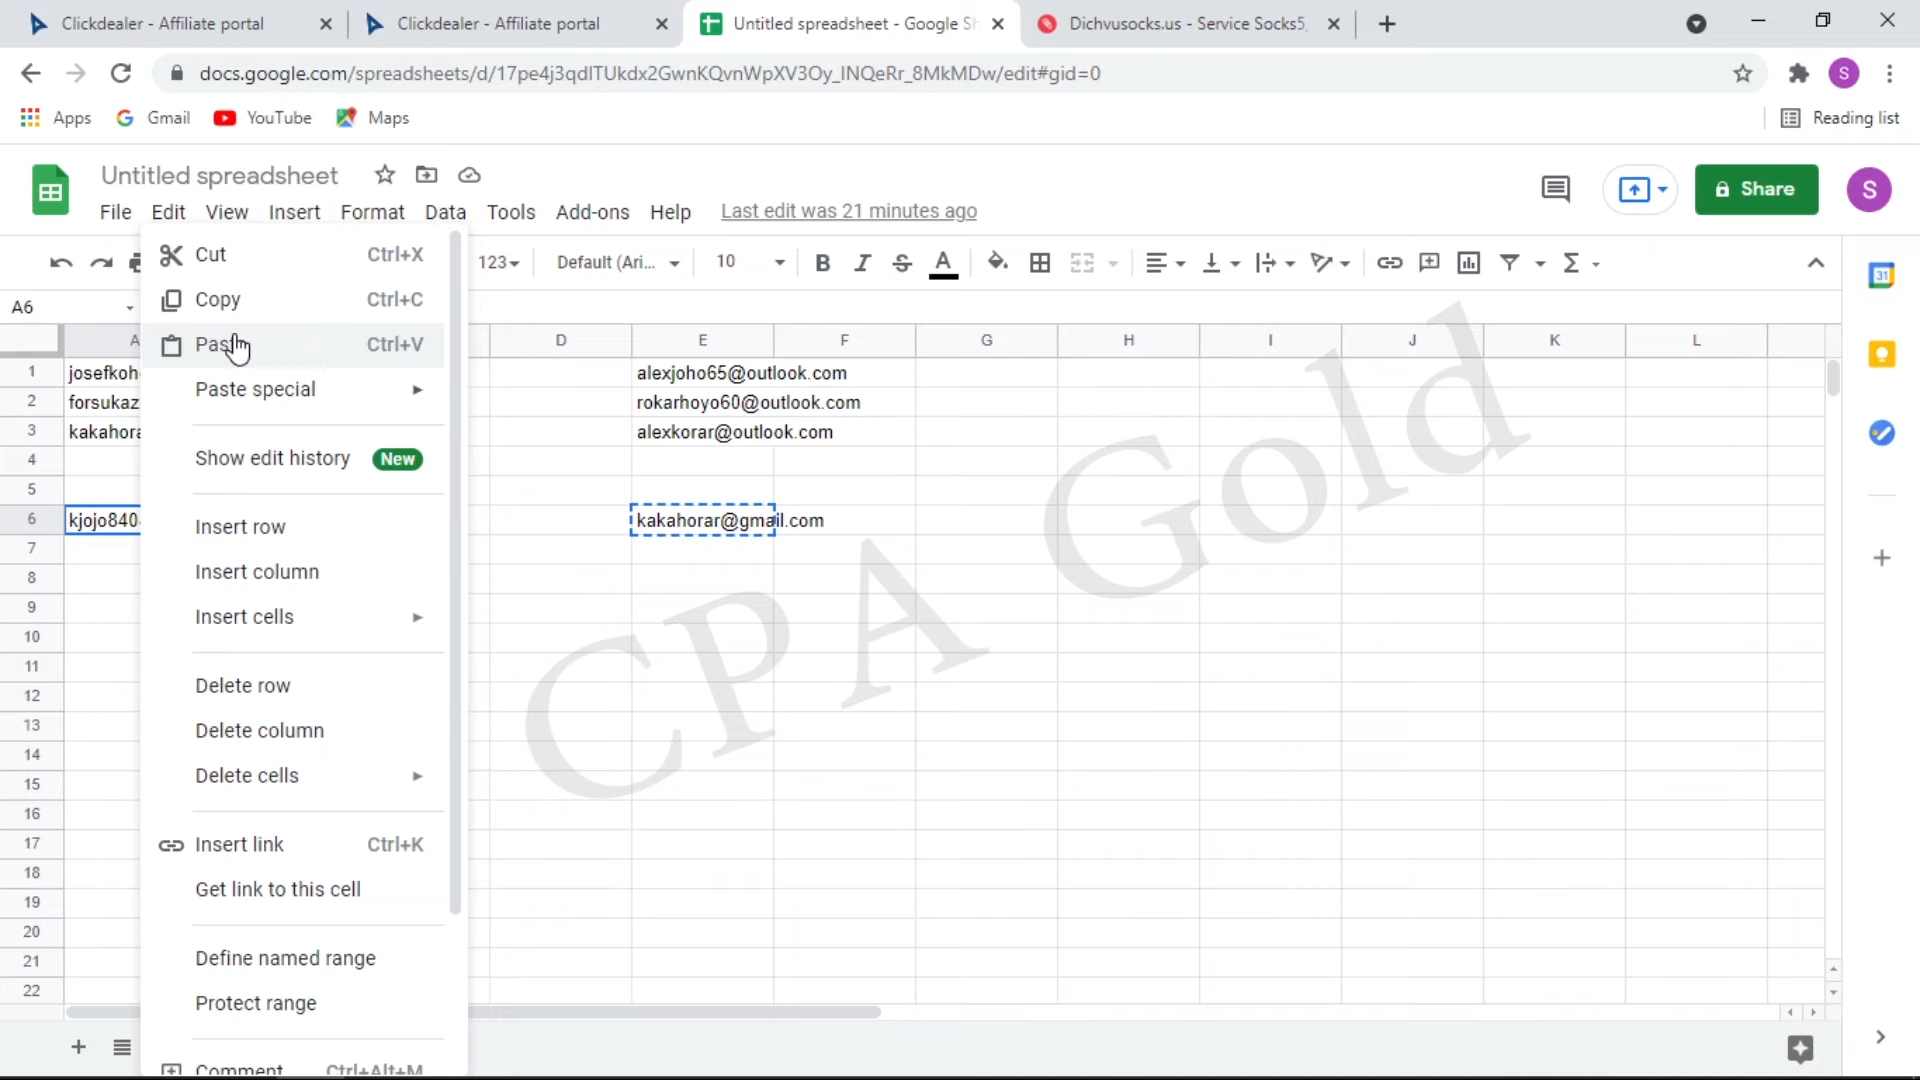 Clickdealer - Affiliate portal
Clickdealer - Affiliate portal
Untitled spreadsheet - Google Sh
Dichvusocks.us - Service Socks5,
docs.google.com/spreadsheets/d/17pe4j3qdlTUkdx2GwnKQvnWpXV3Oy_INQeRr_8MkMDw/edit#gid=0
S
Apps
Gmail
YouTube
Maps
Reading list
Untitled spreadsheet
File
Edit
View
Insert
Format
Data
Tools
Add-ons
Help
Last edit was 21 minutes ago
Share
S
123
Default (Ari...
10
31
A6
A
D
E
F
G
H
I
J
K
L
1
josefkoh
alexjoho65@outlook.com
2
forsukaz
rokarhoyo60@outlook.com
3
kakahora
alexkorar@outlook.com
4
5
6
kjojo840
kakahorar@gmail.com
7
8
9
10
11
12
13
14
15
16
17
18
19
20
21
22
Cut Ctrl+X
Copy Ctrl+C
Paste Ctrl+V
Paste special
Show edit history New
Insert row
Insert column
Insert cells
Delete row
Delete column
Delete cells
Insert link Ctrl+K
Get link to this cell
Define named range
Protect range
Comment Ctrl+Alt+M
CPA Gold